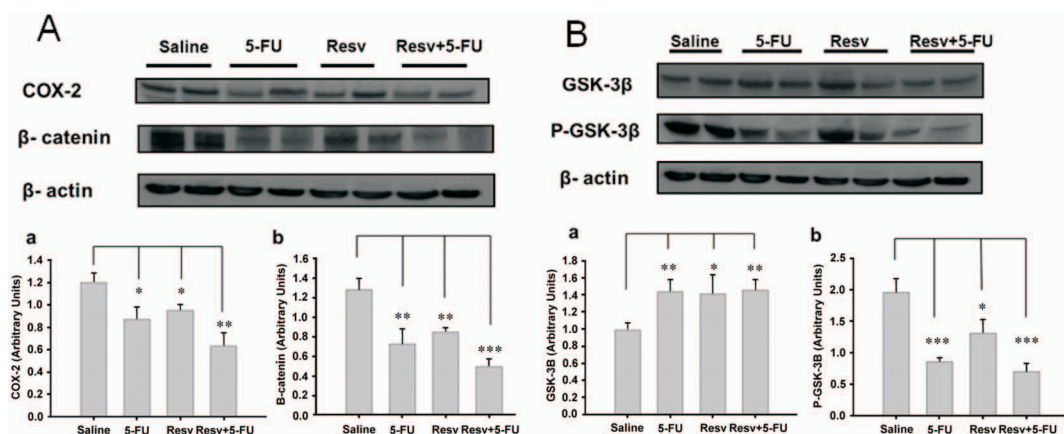 A
Saline 5-FU Resv Resv+5-FU
COX-2
β- catenin
β- actin
a
COX-2 (Arbitrary Units)
1.4
1.2
1.0
0.8
0.6
0.4
0.2
0.0
* * **
Saline 5-FU Resv Resv+5-FU
b
B-catenin (Arbitrary Units)
1.6
1.4
1.2
1.0
0.8
0.6
0.4
0.2
0.0
** ** ***
Saline 5-FU Resv Resv+5-FU
B
Saline 5-FU Resv Resv+5-FU
GSK-3β
P-GSK-3β
β- actin
a
GSK-3B (Arbitrary Units)
1.8
1.6
1.4
1.2
1.0
0.8
0.6
0.4
0.2
0.0
** * **
Saline 5-FU Resv Resv+5-FU
b
P-GSK-3B (Arbitrary Units)
2.5
2.0
1.5
1.0
0.5
0.0
*** * ***
Saline 5-FU Resv Resv+5-FU